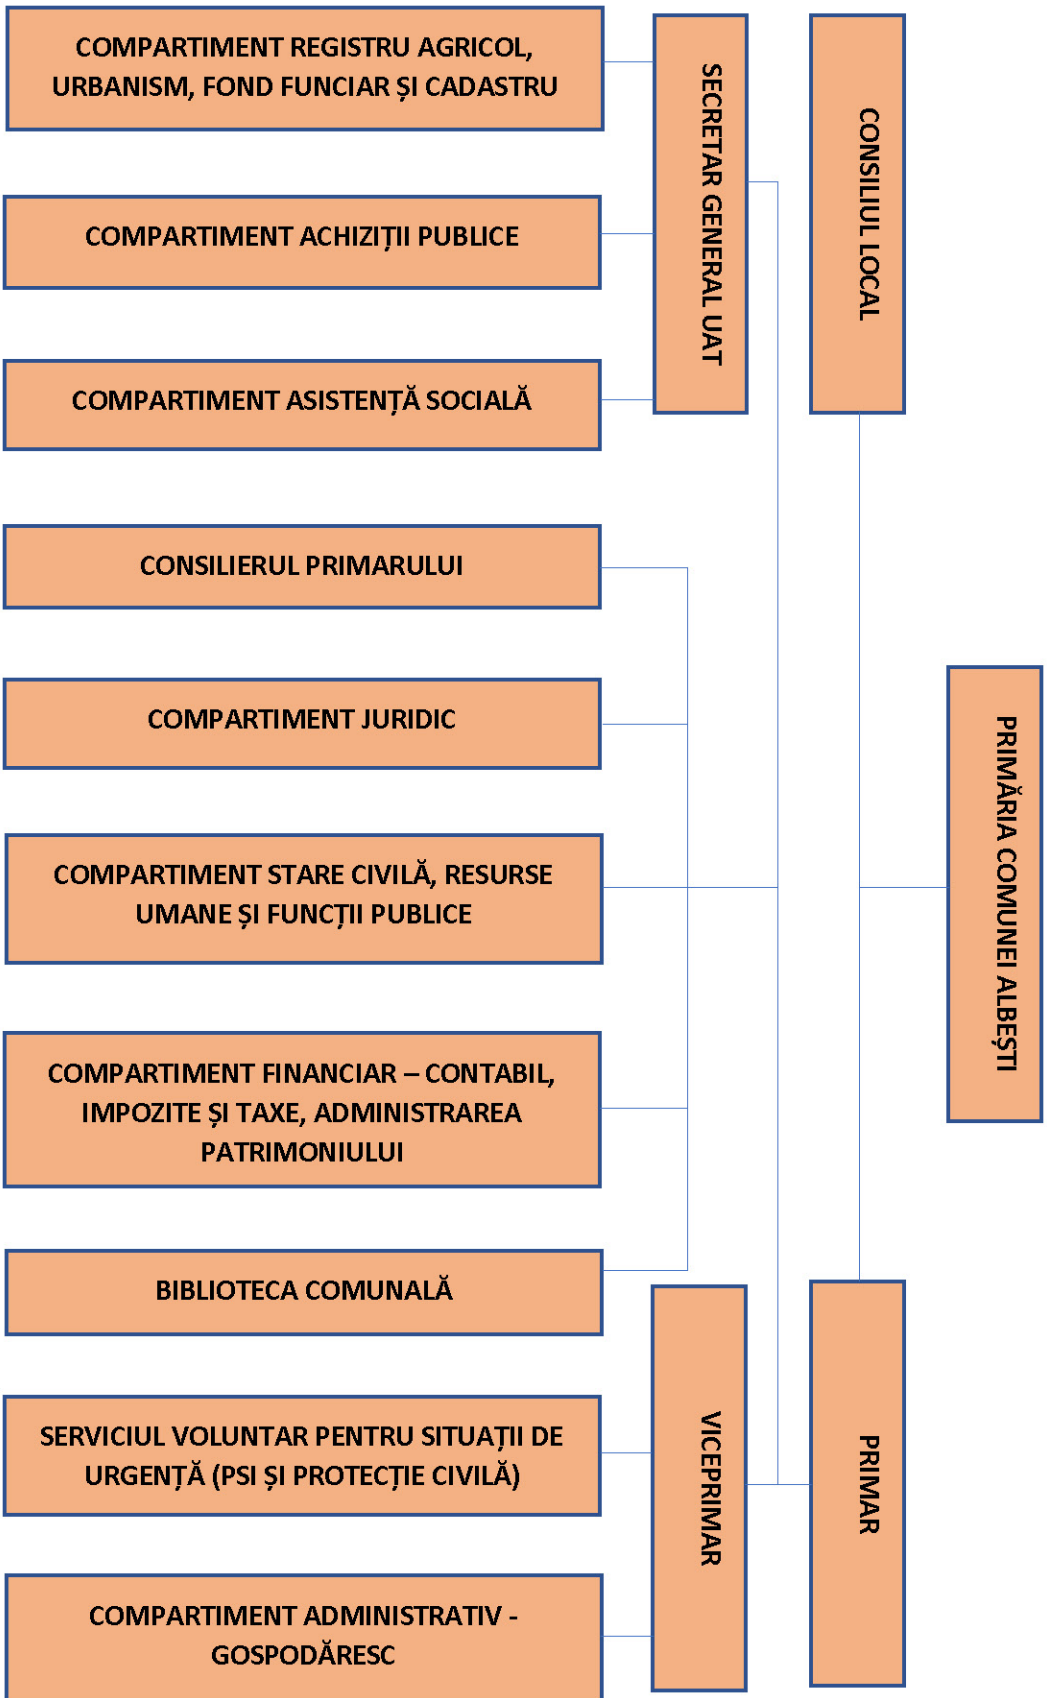 PRIMĂRIA COMUNEI ALBEȘTI
CONSILIUL LOCAL
PRIMAR
SECRETAR GENERAL UAT
VICEPRIMAR
COMPARTIMENT REGISTRU AGRICOL,
URBANISM, FOND FUNCIAR ȘI CADASTRU
COMPARTIMENT ACHIZIȚII PUBLICE
COMPARTIMENT ASISTENȚĂ SOCIALĂ
CONSILIERUL PRIMARULUI
COMPARTIMENT JURIDIC
COMPARTIMENT STARE CIVILĂ, RESURSE
UMANE ȘI FUNCȚII PUBLICE
COMPARTIMENT FINANCIAR – CONTABIL,
IMPOZITE ȘI TAXE, ADMINISTRAREA
PATRIMONIULUI
BIBLIOTECA COMUNALĂ
SERVICIUL VOLUNTAR PENTRU SITUAȚII DE
URGENȚĂ (PSI ȘI PROTECȚIE CIVILĂ)
COMPARTIMENT ADMINISTRATIV -
GOSPODĂRESC